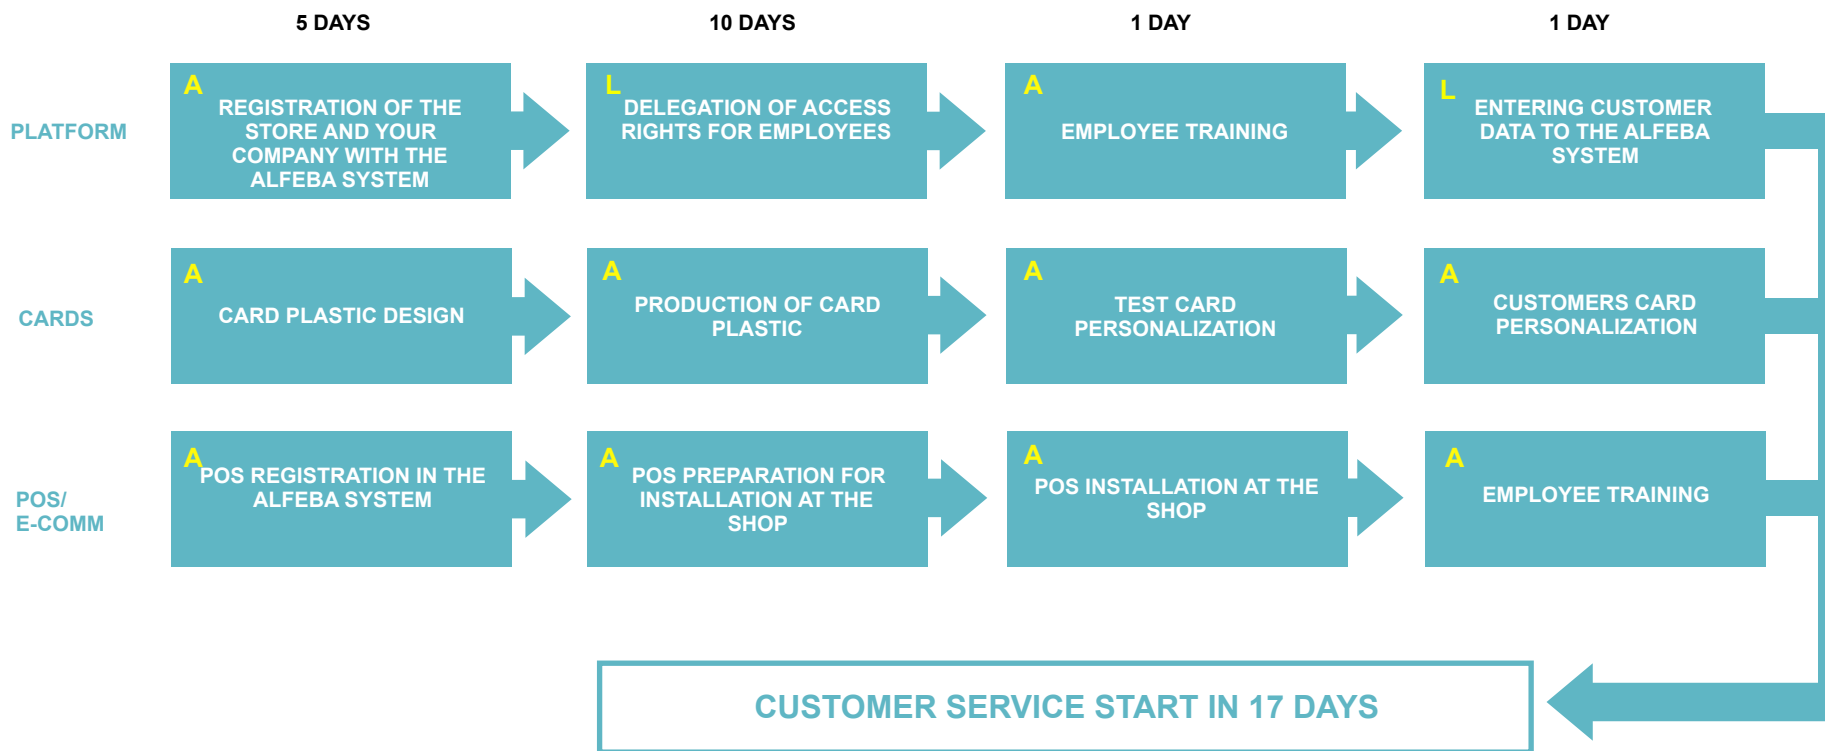 5 DAYS
10 DAYS
1 DAY
1 DAY
PLATFORM
A
REGISTRATION OF THE
STORE AND YOUR
COMPANY WITH THE
ALFEBA SYSTEM
L
DELEGATION OF ACCESS
RIGHTS FOR EMPLOYEES
A
EMPLOYEE TRAINING
L
ENTERING CUSTOMER
DATA TO THE ALFEBA
SYSTEM
CARDS
A
CARD PLASTIC DESIGN
A
PRODUCTION OF CARD
PLASTIC
A
TEST CARD
PERSONALIZATION
A
CUSTOMERS CARD
PERSONALIZATION
POS/
E-COMM
A
POS REGISTRATION IN THE
ALFEBA SYSTEM
A
POS PREPARATION FOR
INSTALLATION AT THE
SHOP
A
POS INSTALLATION AT THE
SHOP
A
EMPLOYEE TRAINING
CUSTOMER SERVICE START IN 17 DAYS